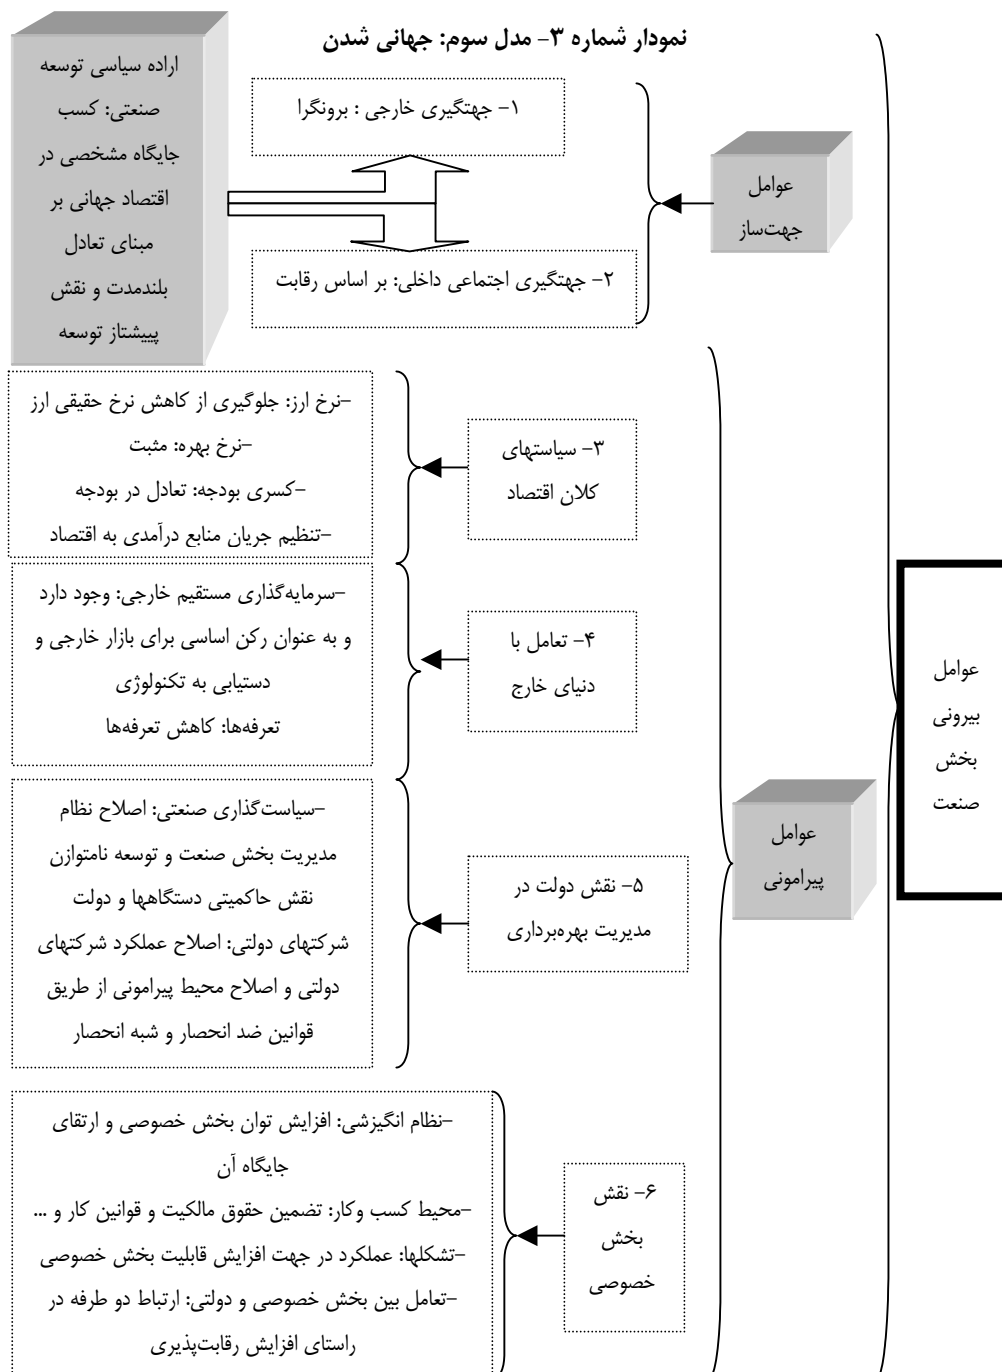 نمودار شماره ۳- مدل سوم: جهانی شدن
عوامل
بیرونی
بخش
صنعت
عوامل
جهت‌ساز
۱- جهتگیری خارجی : برونگرا
۲- جهتگیری اجتماعی داخلی: بر اساس رقابت
اراده سیاسی توسعه
صنعتی: کسب
جایگاه مشخصی در
اقتصاد جهانی بر
مبنای تعادل
بلندمدت و نقش
پییشتاز توسعه
عوامل
پیرامونی
۳- سیاستهای
کلان اقتصاد
-نرخ ارز: جلوگیری از کاهش نرخ حقیقی ارز
-نرخ بهره: مثبت
-کسری بودجه: تعادل در بودجه
-تنظیم جریان منابع درآمدی به اقتصاد
۴- تعامل با
دنیای خارج
-سرمایه‌گذاری مستقیم خارجی: وجود دارد
و به عنوان رکن اساسی برای بازار خارجی و
دستیابی به تکنولوژی
تعرفه‌ها: کاهش تعرفه‌ها
۵- نقش دولت در
مدیریت بهره‌برداری
-سیاست‌گذاری صنعتی: اصلاح نظام
مدیریت بخش صنعت و توسعه نامتوازن
نقش حاکمیتی دستگاهها و دولت
شرکتهای دولتی: اصلاح عملکرد شرکتهای
دولتی و اصلاح محیط پیرامونی از طریق
قوانین ضد انحصار و شبه انحصار
۶- نقش
بخش
خصوصی
-نظام انگیزشی: افزایش توان بخش خصوصی و ارتقای
جایگاه آن
-محیط کسب وکار: تضمین حقوق مالکیت و قوانین کار و ...
-تشکلها: عملکرد در جهت افزایش قابلیت بخش خصوصی
-تعامل بین بخش خصوصی و دولتی: ارتباط دو طرفه در
راستای افزایش رقابت‌پذیری